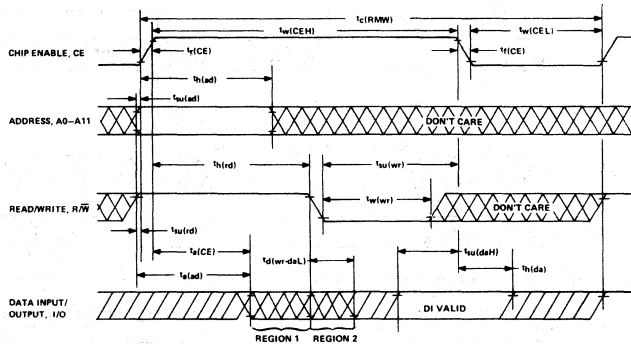 tc(RMW)
tw(CEH)
tw(CEL)
CHIP ENABLE, CE
tr(CE)
tf(CE)
th(ad)
tsu(ad)
ADDRESS, A0–A11
DON'T CARE
th(rd)
tsu(wr)
tw(wr)
READ/WRITE, R/W̅
DON'T CARE
tsu(rd)
ta(CE)
td(wr-daL)
tsu(daH)
ta(ad)
th(da)
DATA INPUT/
OUTPUT, I/O
DI VALID
REGION 1
REGION 2